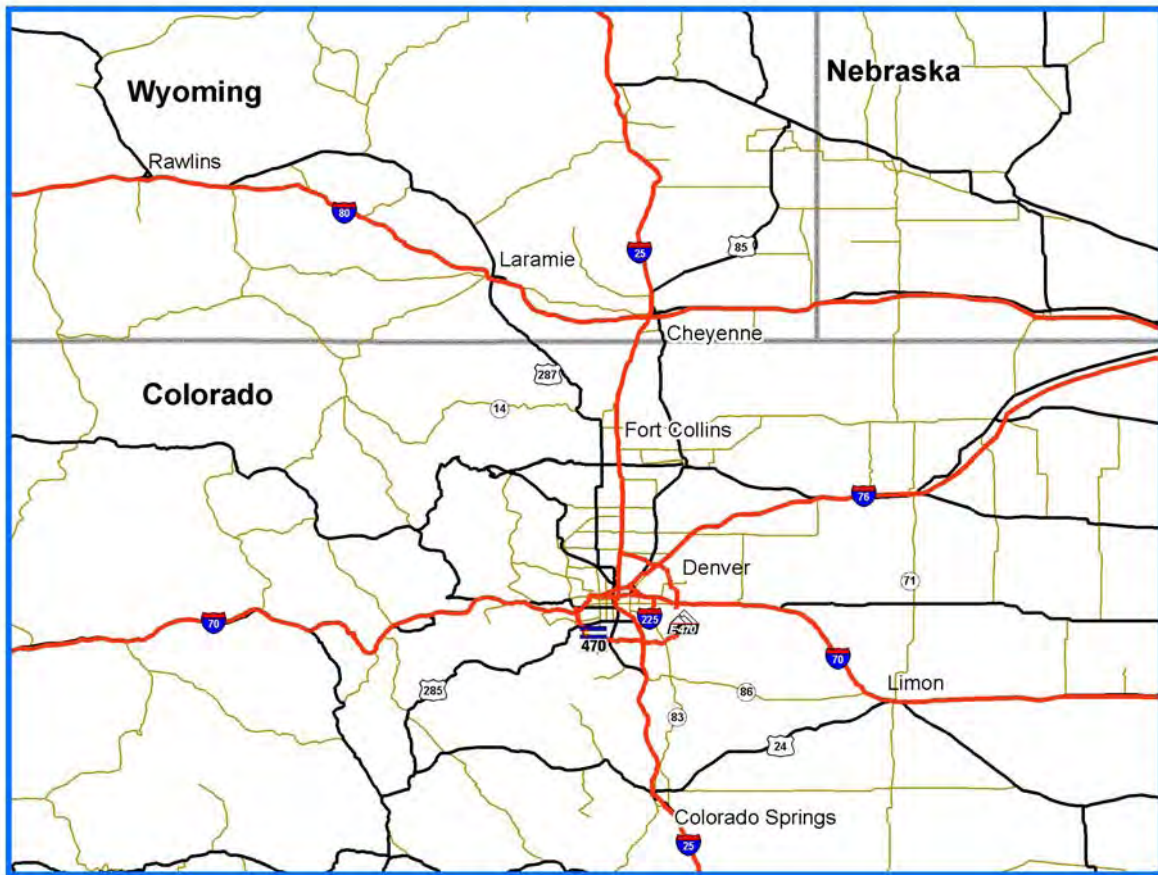 Wyoming
Nebraska
Rawlins
80
Laramie
25
85
Cheyenne
Colorado
287
14
Fort Collins
76
Denver
71
70
225
E-470
470
70
285
86
Limon
83
24
Colorado Springs
25